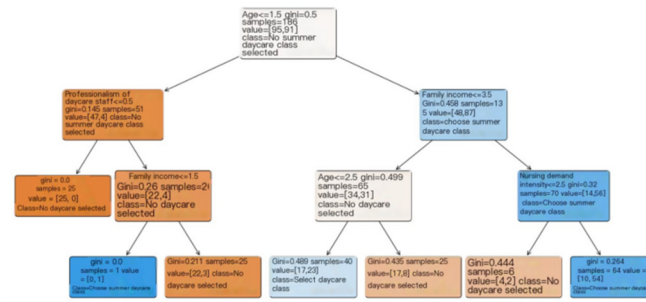 Age<=1.5 gini=0.5
samples=186
value=[95,91]
class=No summer
daycare class
selected
Professionalism of
daycare staff<=0.5
gini=0.145 samples=51
value=[47,4] class=No
summer daycare class
selected
Family income<=3.5
Gini=0.458 samples=13
5 value=[48,87]
class=choose summer
daycare class
gini = 0.0
samples = 25
value = [25, 0]
Class=No daycare selected
Family income<=1.5
Gini=0.26 samples=2
value=[22,4]
class=No daycare
selected
Age<=2.5 gini=0.499
samples=65
value=[34,31]
class=No daycare
selected
Nursing demand
intensity<=2.5 gini=0.32
samples=70 value=[14,56]
class=Choose summer
daycare class
gini = 0.0
samples = 1 value
= [0, 1]
Class=Choose summer daycare
class
Gini=0.211 samples=25
value=[22,3] class=No
daycare selected
Gini=0.489 samples=40
value=[17,23]
class=Select daycare
class
Gini=0.435 samples=25
value=[17,8] class=No
daycare selected
Gini=0.444
samples=6
value=[4,2] class=No
daycare selected
gini = 0.264
samples = 64 value =
[10, 54]
Class=Choose summer daycare
class